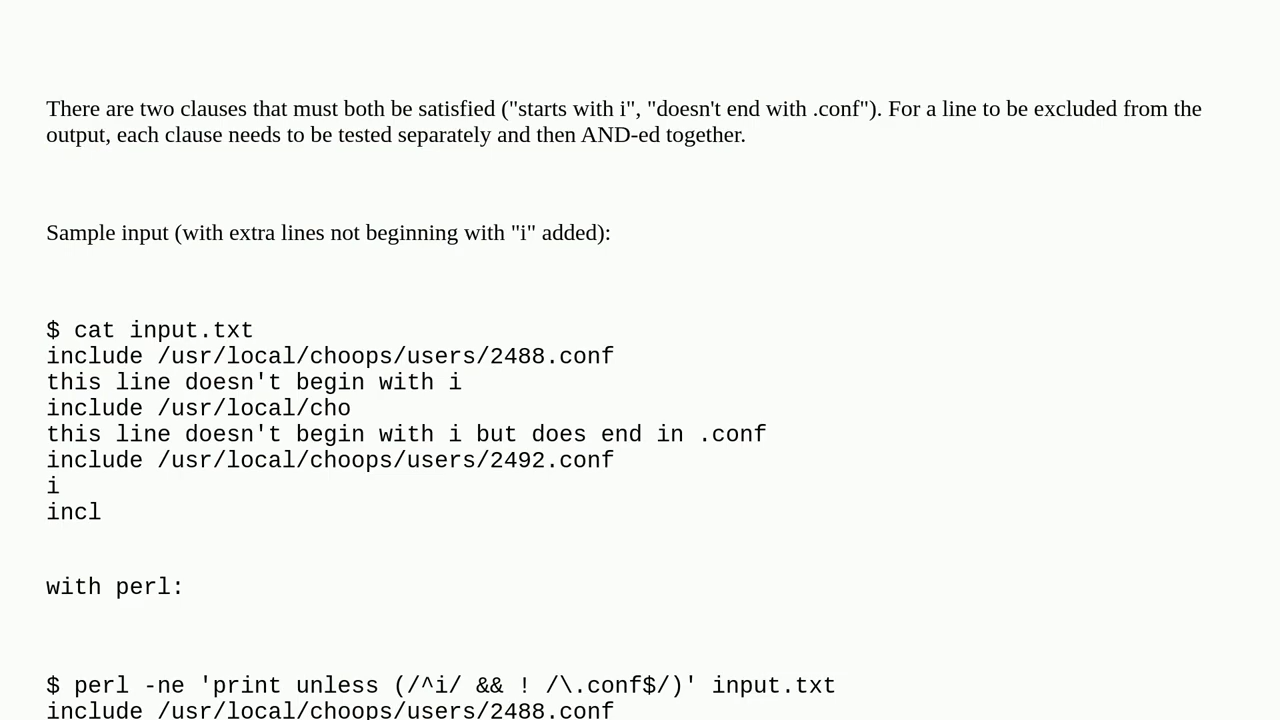 There are two clauses that must both be satisfied ("starts with i", "doesn't end with .conf"). For a line to be excluded from the
output, each clause needs to be tested separately and then AND-ed together.
Sample input (with extra lines not beginning with "i" added):
$ cat input.txt
include /usr/local/choops/users/2488.conf
this line doesn't begin with i
include /usr/local/cho
this line doesn't begin with i but does end in .conf
include /usr/local/choops/users/2492.conf
i
incl
with perl:
$ perl -ne 'print unless (/^i/ && ! /\.conf$/)' input.txt
include /usr/local/choops/users/2488.conf